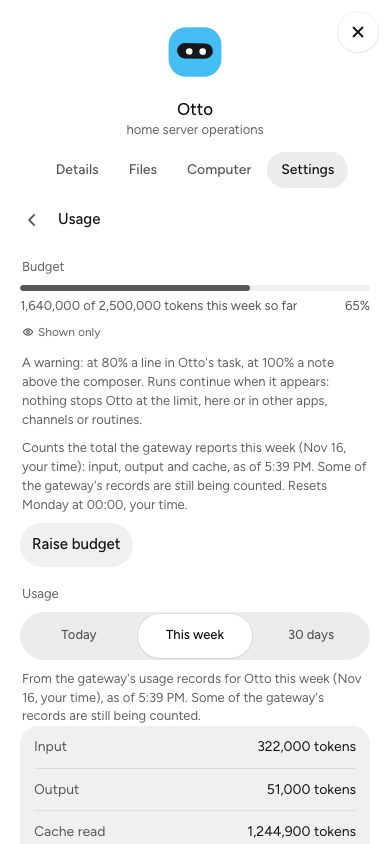 Otto
home server operations
Details
Files
Computer
Settings
Usage
Budget
1,640,000 of 2,500,000 tokens this week so far
65%
Shown only
A warning: at 80% a line in Otto's task, at 100% a note
above the composer. Runs continue when it appears:
nothing stops Otto at the limit, here or in other apps,
channels or routines.
Counts the total the gateway reports this week (Nov 16,
your time): input, output and cache, as of 5:39 PM. Some of
the gateway's records are still being counted. Resets
Monday at 00:00, your time.
Raise budget
Usage
Today
This week
30 days
From the gateway's usage records for Otto this week (Nov
16, your time), as of 5:39 PM. Some of the gateway's
records are still being counted.
Input
322,000 tokens
Output
51,000 tokens
Cache read
1,244,900 tokens